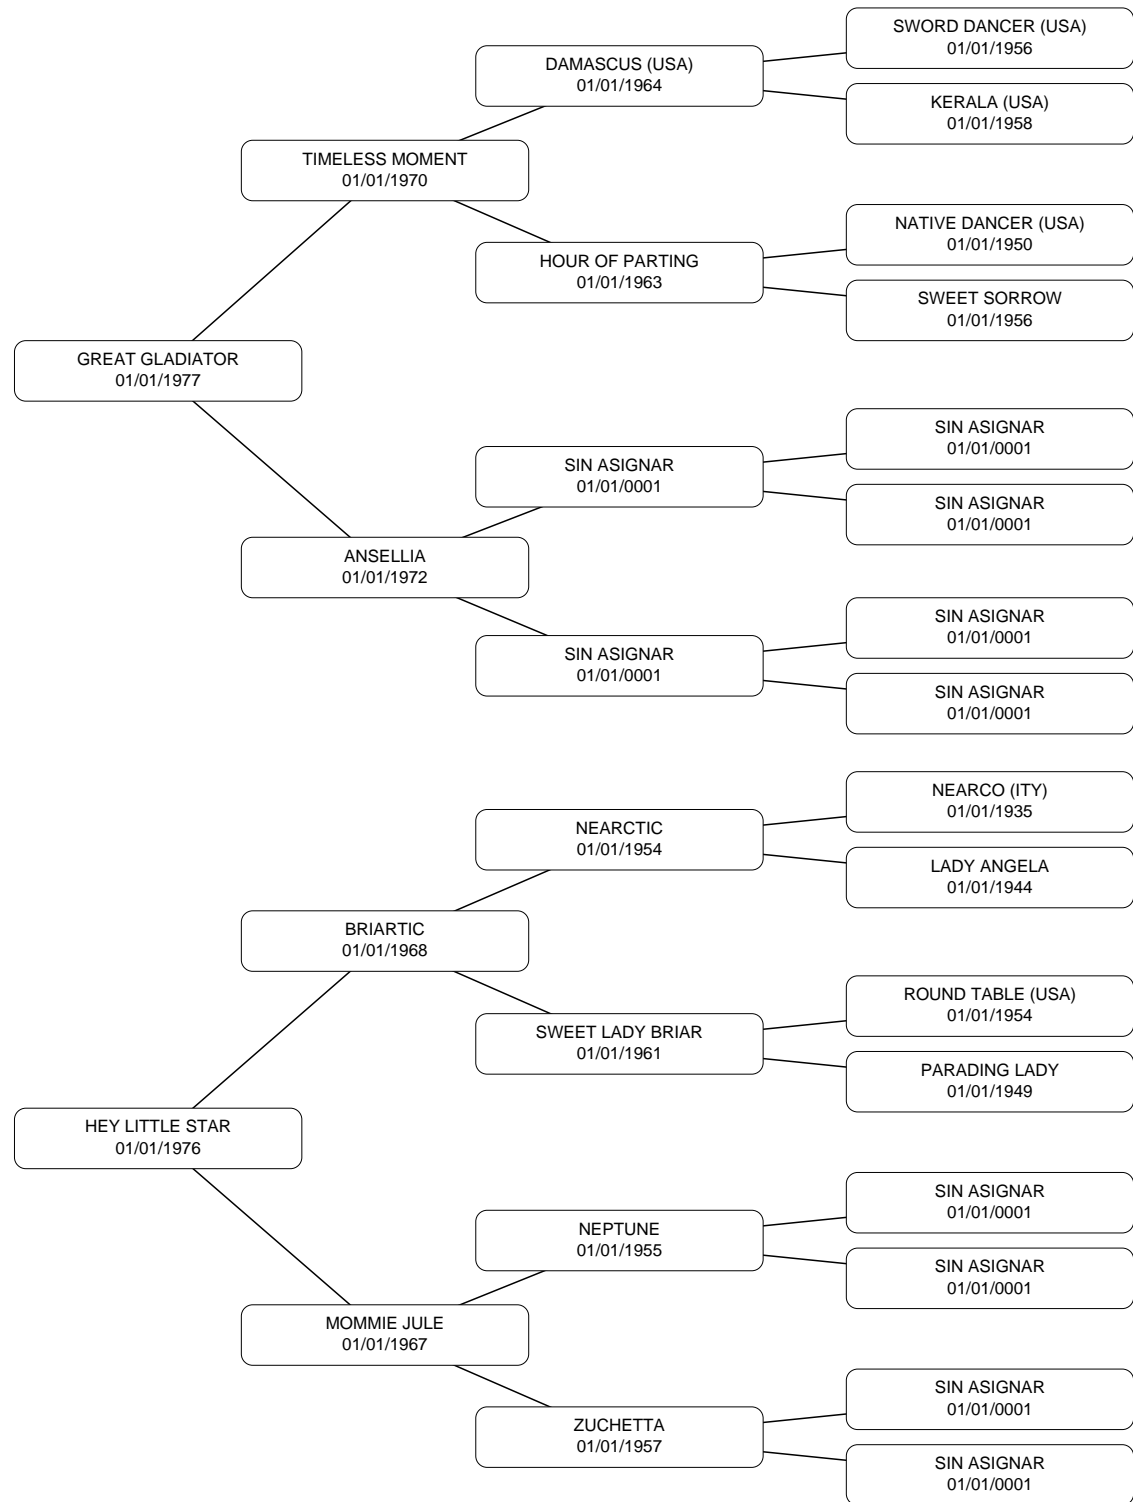 SWORD DANCER (USA)
01/01/1956
DAMASCUS (USA)
01/01/1964
KERALA (USA)
01/01/1958
TIMELESS MOMENT
01/01/1970
NATIVE DANCER (USA)
01/01/1950
HOUR OF PARTING
01/01/1963
SWEET SORROW
01/01/1956
GREAT GLADIATOR
01/01/1977
SIN ASIGNAR
01/01/0001
SIN ASIGNAR
01/01/0001
SIN ASIGNAR
01/01/0001
ANSELLIA
01/01/1972
SIN ASIGNAR
01/01/0001
SIN ASIGNAR
01/01/0001
SIN ASIGNAR
01/01/0001
NEARCO (ITY)
01/01/1935
NEARCTIC
01/01/1954
LADY ANGELA
01/01/1944
BRIARTIC
01/01/1968
ROUND TABLE (USA)
01/01/1954
SWEET LADY BRIAR
01/01/1961
PARADING LADY
01/01/1949
HEY LITTLE STAR
01/01/1976
SIN ASIGNAR
01/01/0001
NEPTUNE
01/01/1955
SIN ASIGNAR
01/01/0001
MOMMIE JULE
01/01/1967
SIN ASIGNAR
01/01/0001
ZUCHETTA
01/01/1957
SIN ASIGNAR
01/01/0001